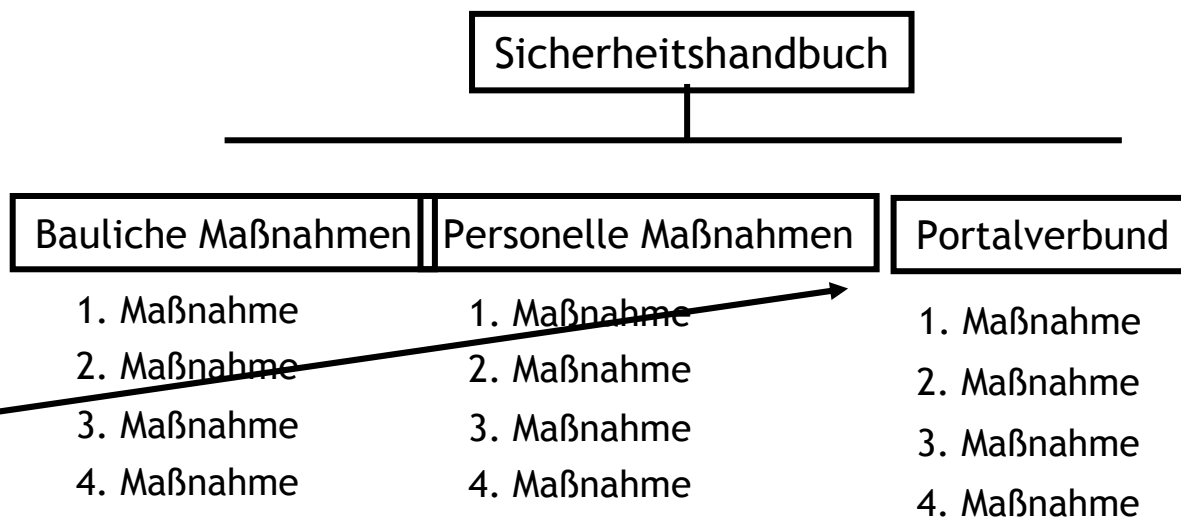 Sicherheitshandbuch
Bauliche Maßnahmen
1. Maßnahme
2. Maßnahme
3. Maßnahme
4. Maßnahme
Personelle Maßnahmen
1. Maßnahme
2. Maßnahme
3. Maßnahme
4. Maßnahme
Portalverbund
1. Maßnahme
2. Maßnahme
3. Maßnahme
4. Maßnahme